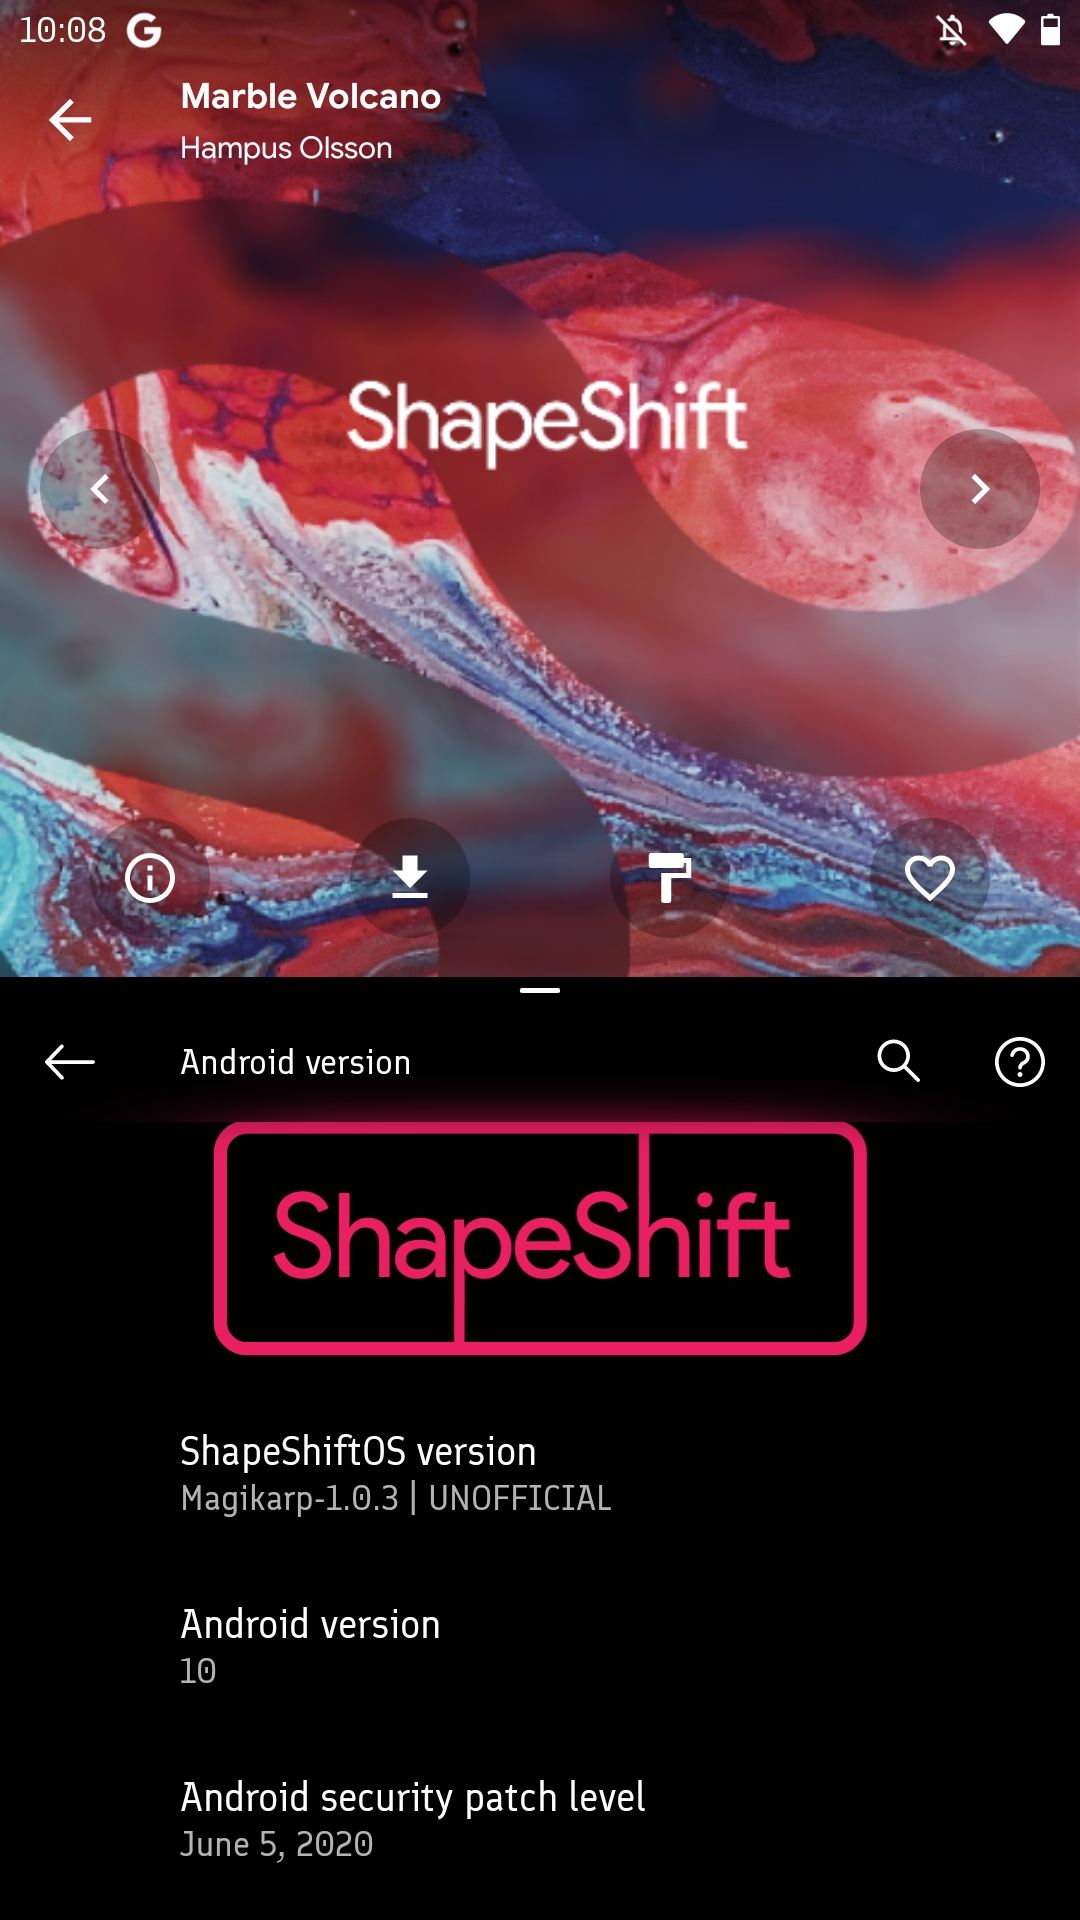 10:08
Marble Volcano
Hampus Olsson
ShapeShift
Android version
ShapeShift
ShapeShiftOS version
Magikarp-1.0.3 | UNOFFICIAL
Android version
10
Android security patch level
June 5, 2020